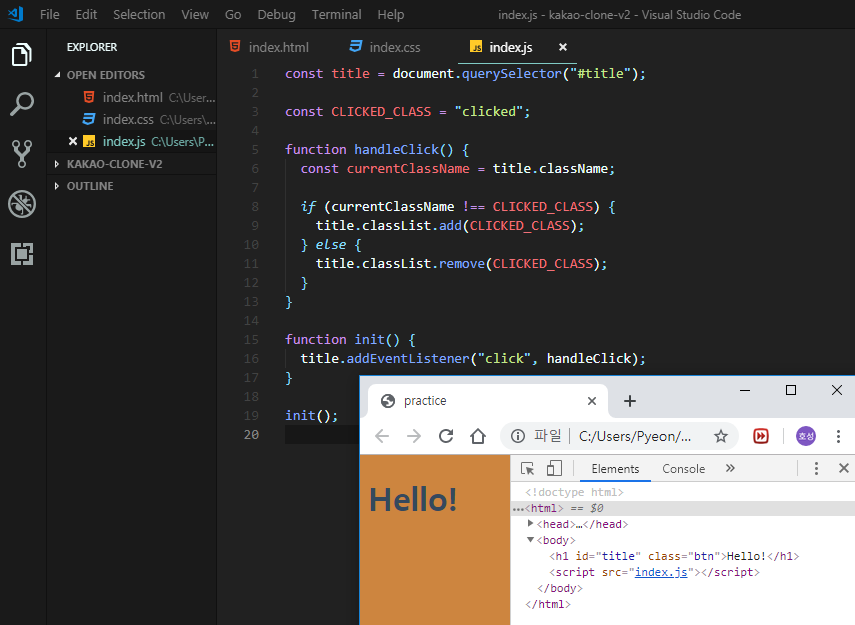 File Edit Selection View Go Debug Terminal Help index.js - kakao-clone-v2 - Visual Studio Code
EXPLORER
OPEN EDITORS
index.html C:\User...
index.css C:\Users\...
JS index.js C:\Users\P...
KAKAO-CLONE-V2
OUTLINE
index.html index.css JS index.js
1 const title = document.querySelector("#title");
2
3 const CLICKED_CLASS = "clicked";
4
5 function handleClick() {
6 const currentClassName = title.className;
7
8 if (currentClassName !== CLICKED_CLASS) {
9 title.classList.add(CLICKED_CLASS);
10 } else {
11 title.classList.remove(CLICKED_CLASS);
12 }
13 }
14
15 function init() {
16 title.addEventListener("click", handleClick);
17 }
18
19 init();
20
practice
파일 C:/Users/Pyeon/... 호성
Hello!
Elements Console
<!doctype html>
...<html> == $0
<head>…</head>
<body>
<h1 id="title" class="btn">Hello!</h1>
<script src="index.js"></script>
</body>
</html>